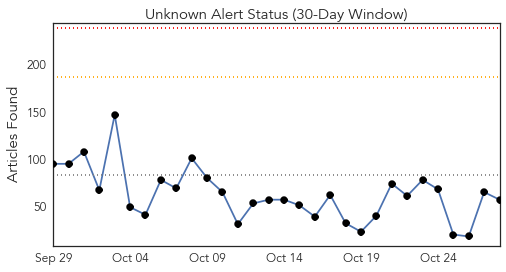 Unknown Alert Status (30-Day Window)
200
150
100
50
Articles Found
Sep 29 Oct 04 Oct 09 Oct 14 Oct 19 Oct 24